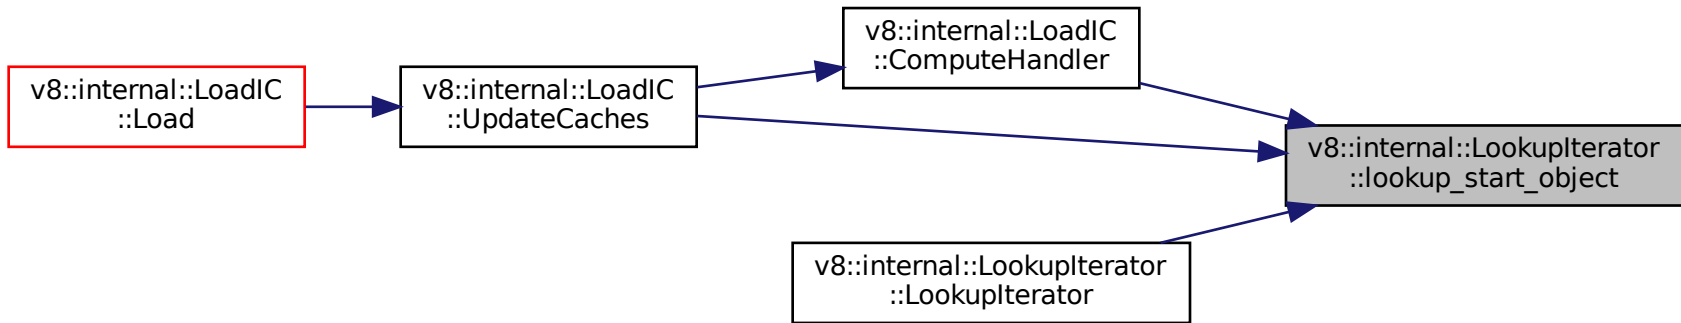 v8::internal::LoadIC
::Load
v8::internal::LoadIC
::UpdateCaches
v8::internal::LoadIC
::ComputeHandler
v8::internal::LookupIterator
::LookupIterator
v8::internal::LookupIterator
::lookup_start_object